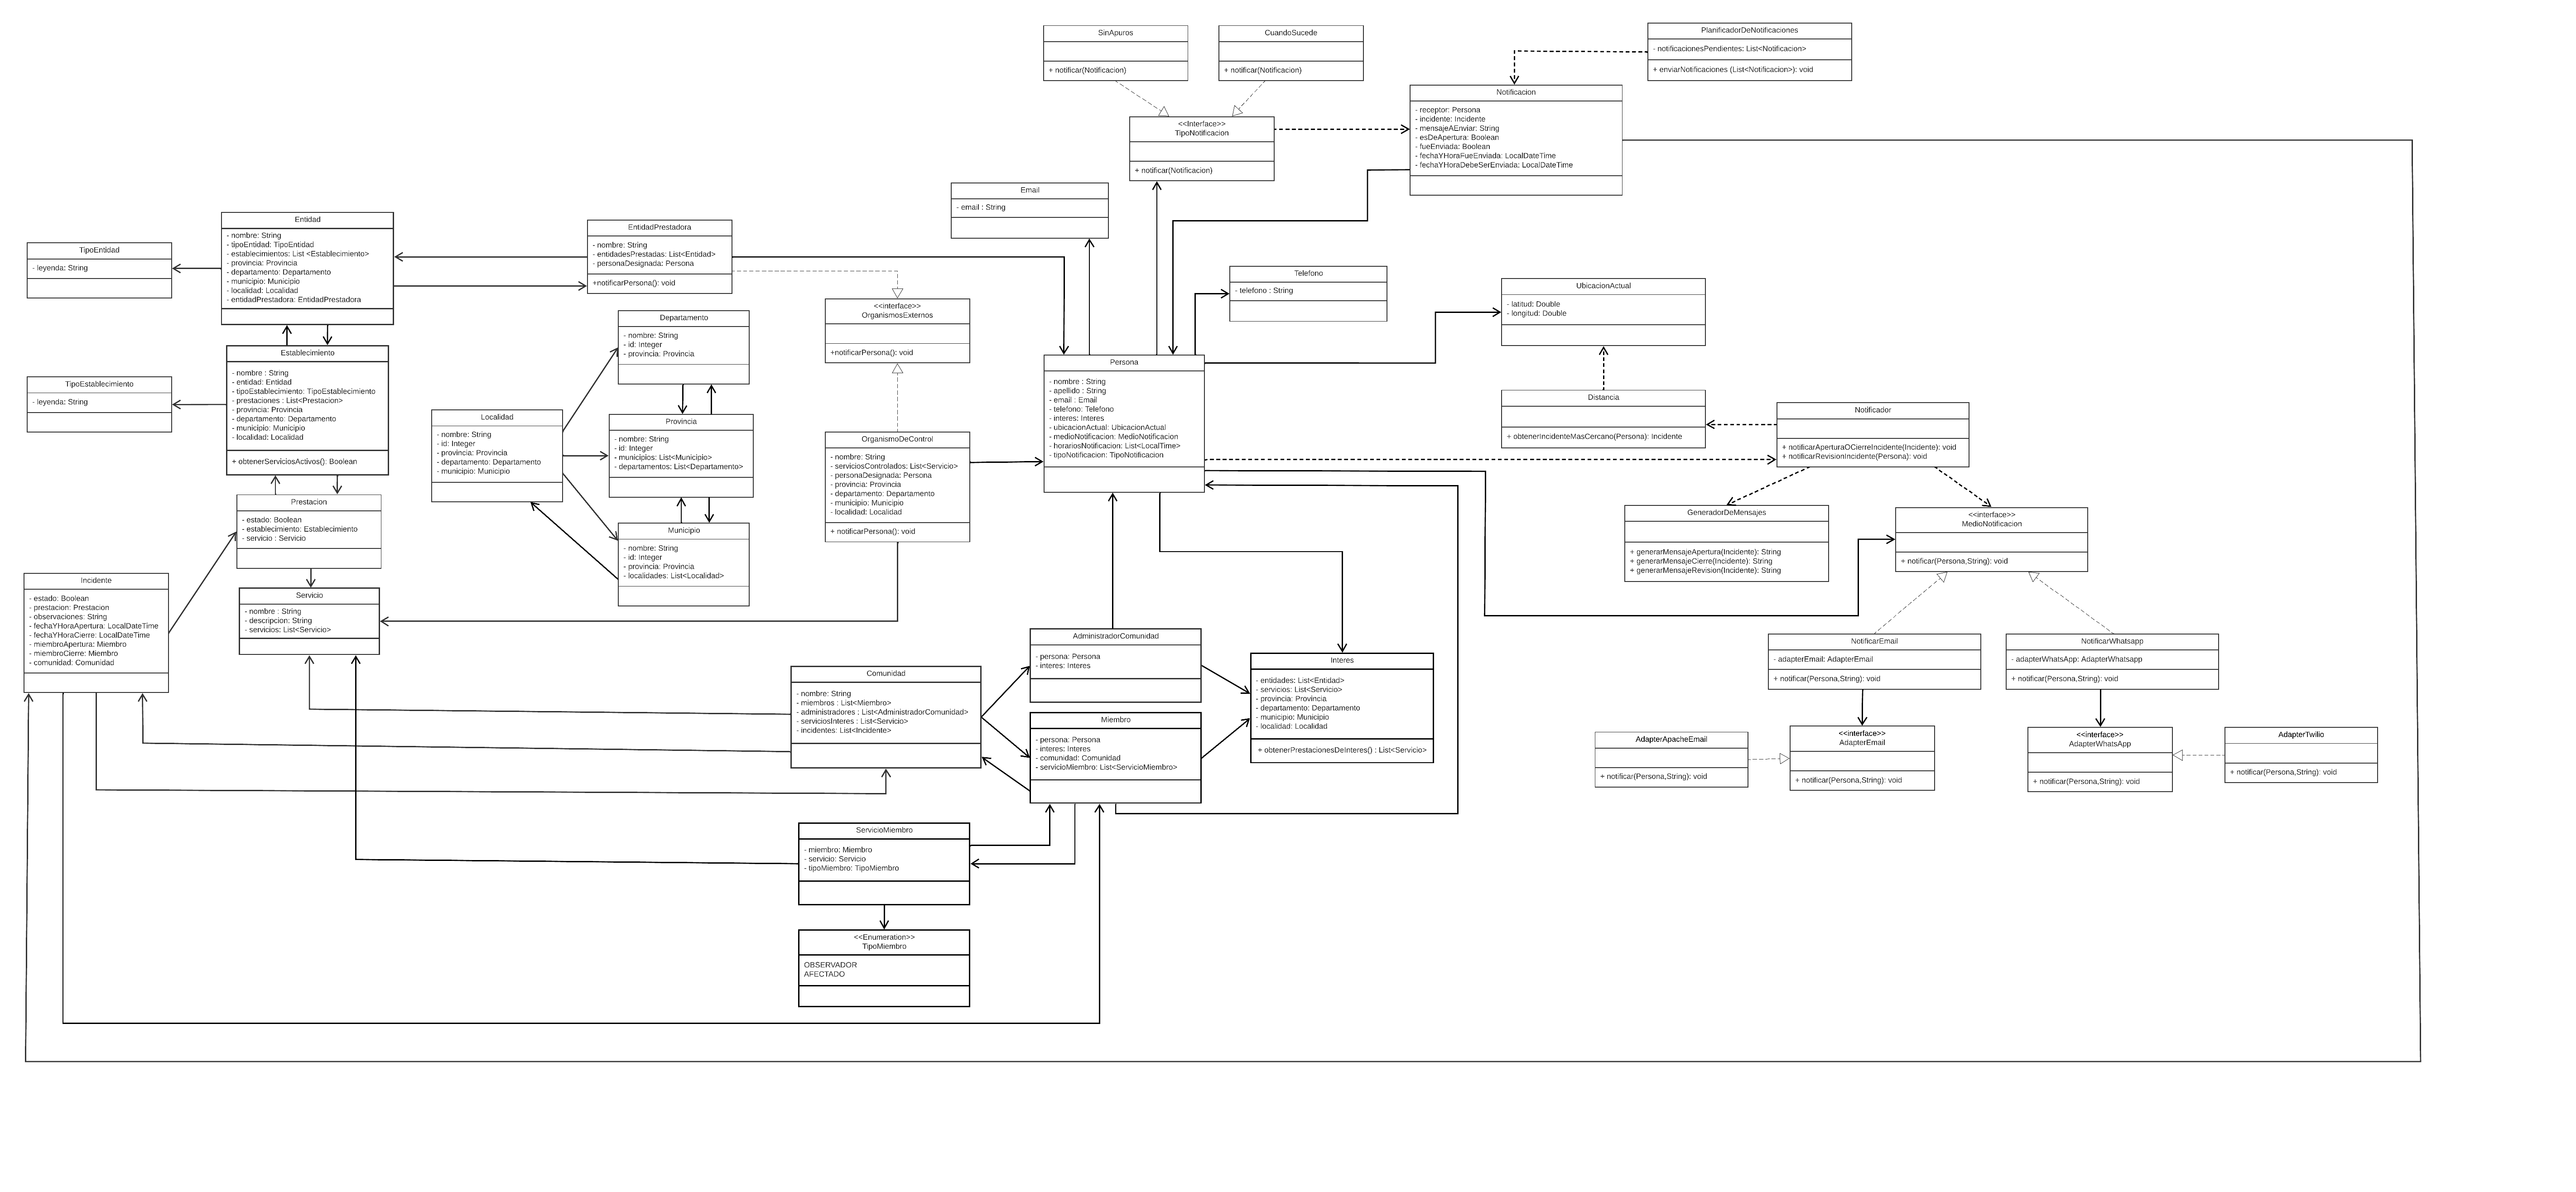 SinApuros
+ notificar(Notificacion)
CuandoSucede
+ notificar(Notificacion)
PlanificadorDeNotificaciones
- notificacionesPendientes: List<Notificacion>
+ enviarNotificaciones (List<Notificacion>): void
<<Interface>>
TipoNotificacion
+ notificar(Notificacion)
Notificacion
- receptor: Persona
- incidente: Incidente
- mensajeAEnviar: String
- esDeApertura: Boolean
- fueEnviada: Boolean
- fechaYHoraFueEnviada: LocalDateTime
- fechaYHoraDebeSerEnviada: LocalDateTime
Email
- email : String
TipoEntidad
- leyenda: String
Entidad
- nombre: String
- tipoEntidad: TipoEntidad
- establecimientos: List <Establecimiento>
- provincia: Provincia
- departamento: Departamento
- municipio: Municipio
- localidad: Localidad
- entidadPrestadora: EntidadPrestadora
EntidadPrestadora
- nombre: String
- entidadesPrestadas: List<Entidad>
- personaDesignada: Persona
+notificarPersona(): void
<<interface>>
OrganismosExternos
+notificarPersona(): void
Telefono
- telefono : String
UbicacionActual
- latitud: Double
- longitud: Double
TipoEstablecimiento
- leyenda: String
Establecimiento
- nombre : String
- entidad: Entidad
- tipoEstablecimiento: TipoEstablecimiento
- prestaciones : List<Prestacion>
- provincia: Provincia
- departamento: Departamento
- municipio: Municipio
- localidad: Localidad
+ obtenerServiciosActivos(): Boolean
Departamento
- nombre: String
- id: Integer
- provincia: Provincia
Localidad
- nombre: String
- id: Integer
- provincia: Provincia
- departamento: Departamento
- municipio: Municipio
Provincia
- nombre: String
- id: Integer
- municipios: List<Municipio>
- departamentos: List<Departamento>
Municipio
- nombre: String
- id: Integer
- provincia: Provincia
- localidades: List<Localidad>
OrganismoDeControl
- nombre: String
- serviciosControlados: List<Servicio>
- personaDesignada: Persona
- provincia: Provincia
- departamento: Departamento
- municipio: Municipio
- localidad: Localidad
+ notificarPersona(): void
Persona
- nombre : String
- apellido : String
- email : Email
- telefono: Telefono
- interes: Interes
- ubicacionActual: UbicacionActual
- medioNotificacion: MedioNotificacion
- horariosNotificacion: List<LocalTime>
- tipoNotificacion: TipoNotificacion
Distancia
+ obtenerIncidenteMasCercano(Persona): Incidente
Notificador
+ notificarAperturaOCierreIncidente(Incidente): void
+ notificarRevisionIncidente(Persona): void
GeneradorDeMensajes
+ generarMensajeApertura(Incidente): String
+ generarMensajeCierre(Incidente): String
+ generarMensajeRevision(Incidente): String
<<interface>>
MedioNotificacion
+ notificar(Persona,String): void
Prestacion
- estado: Boolean
- establecimiento: Establecimiento
- servicio : Servicio
Incidente
- estado: Boolean
- prestacion: Prestacion
- observaciones: String
- fechaYHoraApertura: LocalDateTime
- fechaYHoraCierre: LocalDateTime
- miembroApertura: Miembro
- miembroCierre: Miembro
- comunidad: Comunidad
Servicio
- nombre : String
- descripcion: String
- servicios: List<Servicio>
Comunidad
- nombre: String
- miembros : List<Miembro>
- administradores : List<AdministradorComunidad>
- serviciosInteres : List<Servicio>
- incidentes: List<Incidente>
AdministradorComunidad
- persona: Persona
- interes: Interes
Miembro
- persona: Persona
- interes: Interes
- comunidad: Comunidad
- servicioMiembro: List<ServicioMiembro>
Interes
- entidades: List<Entidad>
- servicios: List<Servicio>
- provincia: Provincia
- departamento: Departamento
- municipio: Municipio
- localidad: Localidad
+ obtenerPrestacionesDeInteres() : List<Servicio>
NotificarEmail
- adapterEmail: AdapterEmail
+ notificar(Persona,String): void
NotificarWhatsapp
- adapterWhatsApp: AdapterWhatsapp
+ notificar(Persona,String): void
AdapterApacheEmail
+ notificar(Persona,String): void
<<interface>>
AdapterEmail
+ notificar(Persona,String): void
<<interface>>
AdapterWhatsApp
+ notificar(Persona,String): void
AdapterTwilio
+ notificar(Persona,String): void
ServicioMiembro
- miembro: Miembro
- servicio: Servicio
- tipoMiembro: TipoMiembro
<<Enumeration>>
TipoMiembro
OBSERVADOR
AFECTADO